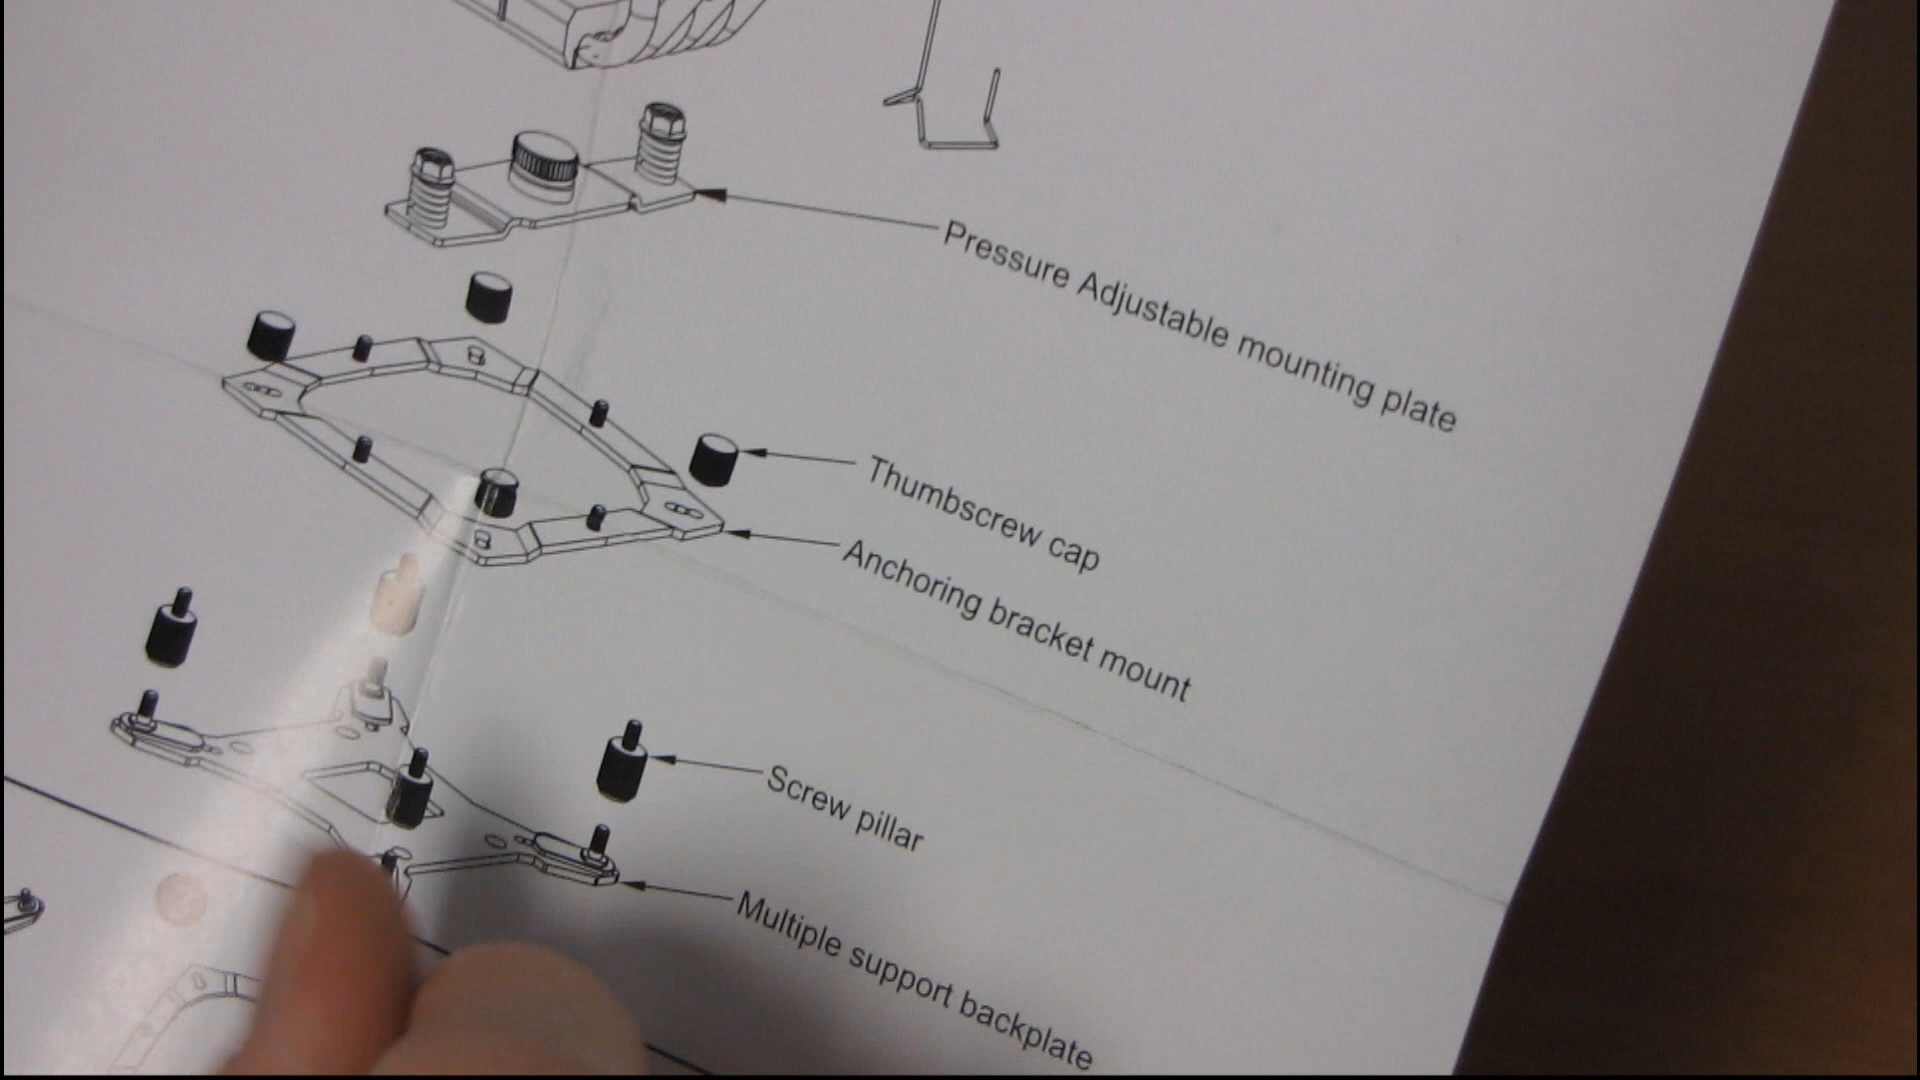 Pressure Adjustable mounting plate
Thumbscrew cap
Anchoring bracket mount
Screw pillar
Multiple support backplate